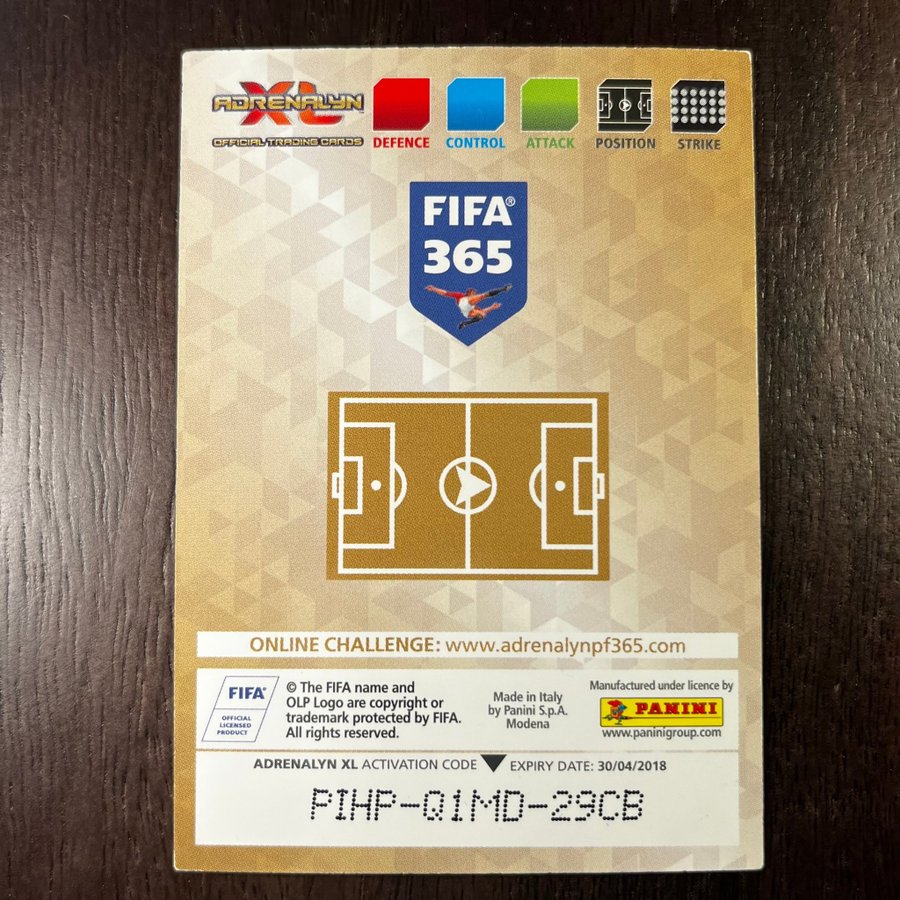 ADRENALYN XL™
OFFICIAL TRADING CARDS
DEFENCE CONTROL ATTACK POSITION STRIKE
FIFA®
365
ONLINE CHALLENGE: www.adrenalynpf365.com
FIFA®
OFFICIAL
LICENSED
PRODUCT
© The FIFA name and
OLP Logo are copyright or
trademark protected by FIFA.
All rights reserved.
Made in Italy
by Panini S.p.A.
Modena
Manufactured under licence by
PANINI
www.paninigroup.com
ADRENALYN XL ACTIVATION CODE EXPIRY DATE: 30/04/2018
PIHP-Q1MD-29CB